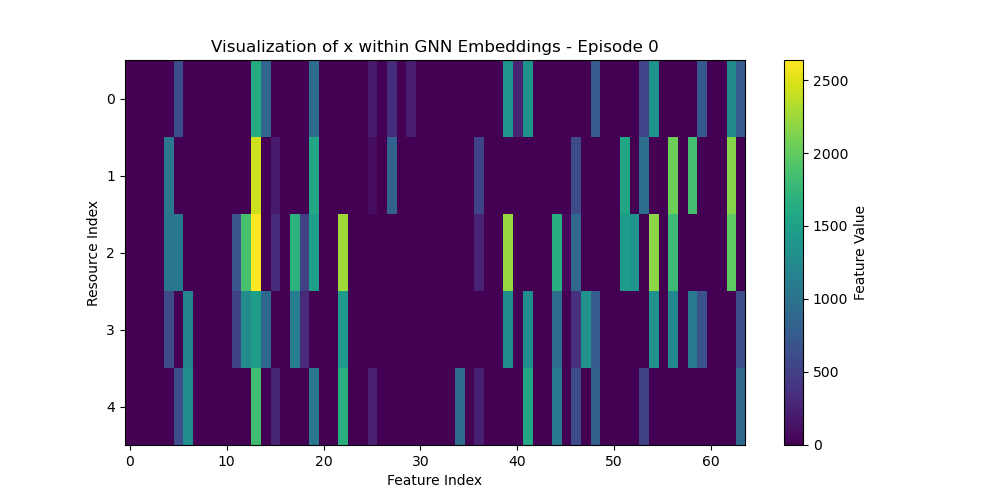 Visualization of x within GNN Embeddings - Episode 0
Resource Index
0
1
2
3
4
0 10 20 30 40 50 60
Feature Index
2500
2000
1500
1000
500
0
Feature Value